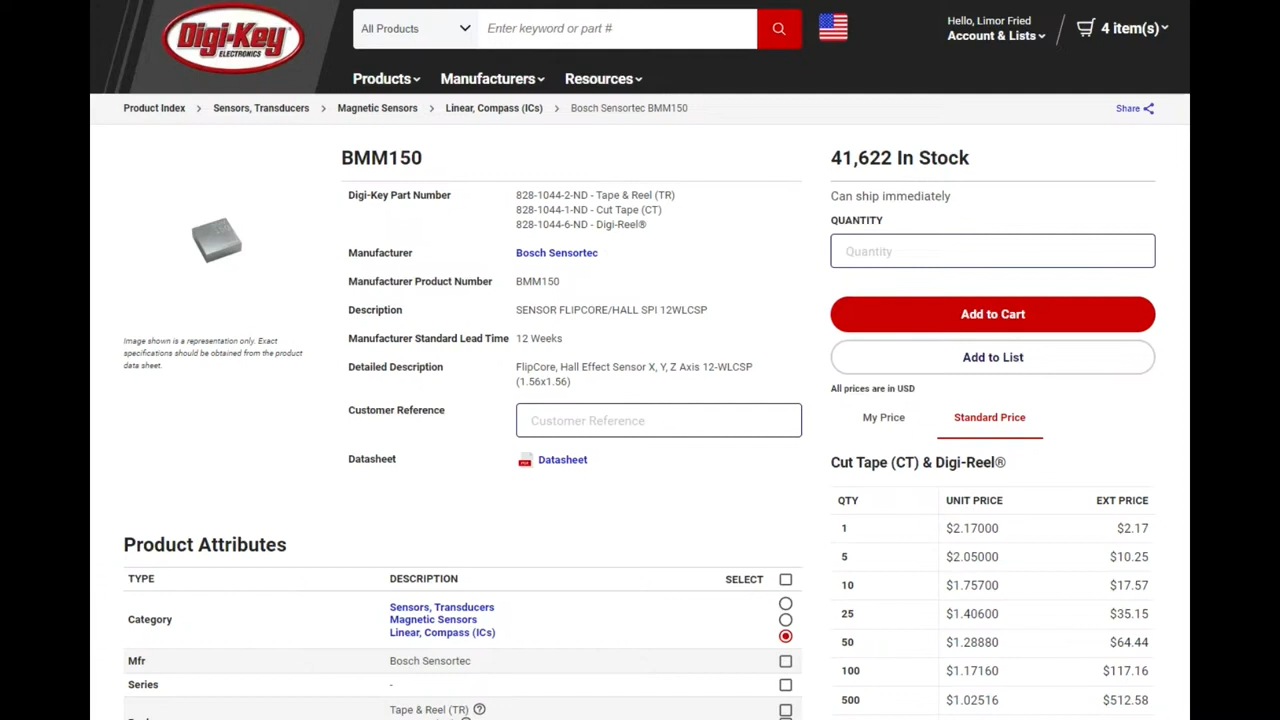 Digi-Key
ELECTRONICS
All Products
Enter keyword or part #
Hello, Limor Fried
Account & Lists
4 item(s)
Products
Manufacturers
Resources
Product Index > Sensors, Transducers > Magnetic Sensors > Linear, Compass (ICs) > Bosch Sensortec BMM150
Share
Image shown is a representation only. Exact
specifications should be obtained from the product
data sheet.
BMM150
Digi-Key Part Number
828-1044-2-ND - Tape & Reel (TR)
828-1044-1-ND - Cut Tape (CT)
828-1044-6-ND - Digi-Reel®
Manufacturer Bosch Sensortec
Manufacturer Product Number BMM150
Description SENSOR FLIPCORE/HALL SPI 12WLCSP
Manufacturer Standard Lead Time 12 Weeks
Detailed Description FlipCore, Hall Effect Sensor X, Y, Z Axis 12-WLCSP
(1.56x1.56)
Customer Reference Customer Reference
Datasheet Datasheet
41,622 In Stock
Can ship immediately
QUANTITY
Quantity
Add to Cart
Add to List
All prices are in USD
My Price Standard Price
Cut Tape (CT) & Digi-Reel®
QTY UNIT PRICE EXT PRICE
1 $2.17000 $2.17
5 $2.05000 $10.25
10 $1.75700 $17.57
25 $1.40600 $35.15
50 $1.28880 $64.44
100 $1.17160 $117.16
500 $1.02516 $512.58
Product Attributes
TYPE DESCRIPTION SELECT
Category
Sensors, Transducers
Magnetic Sensors
Linear, Compass (ICs)
Mfr Bosch Sensortec
Series -
Tape & Reel (TR)